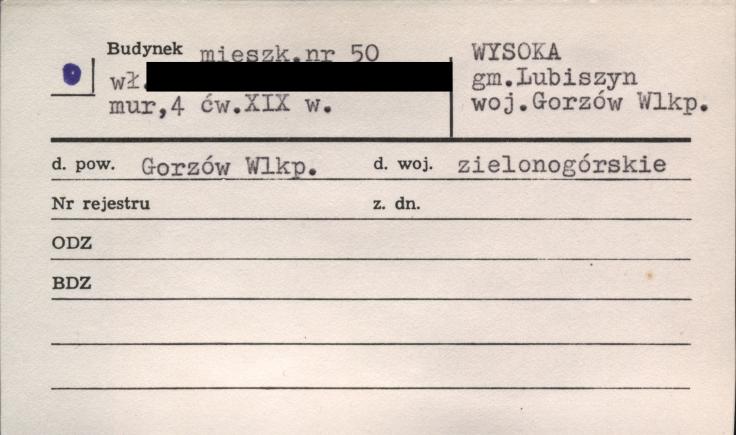 Budynek mieszk.nr 50
wł.
mur,4 ćw.XIX w.
WYSOKA
gm.Lubiszyn
woj.Gorzów Wlkp.
d. pow. Gorzów Wlkp. d. woj. zielonogórskie
Nr rejestru z. dn.
ODZ
BDZ